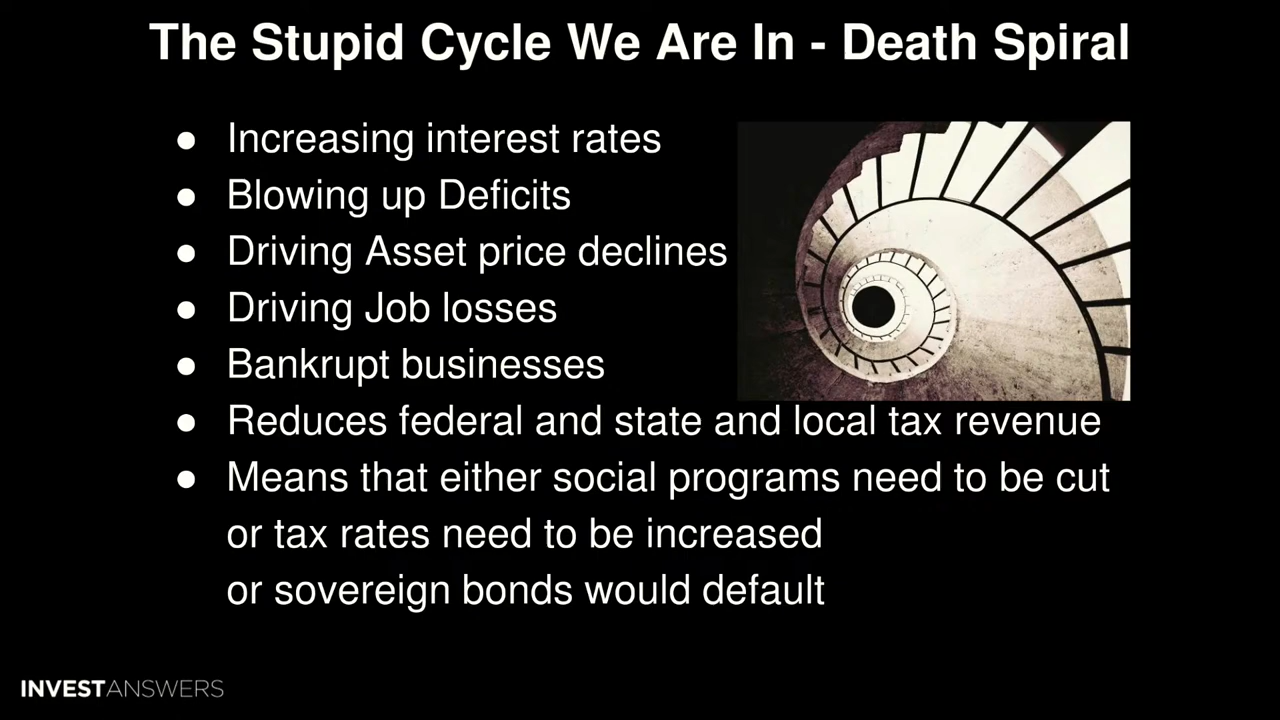 The Stupid Cycle We Are In - Death Spiral
● Increasing interest rates
● Blowing up Deficits
● Driving Asset price declines
● Driving Job losses
● Bankrupt businesses
● Reduces federal and state and local tax revenue
● Means that either social programs need to be cut
or tax rates need to be increased
or sovereign bonds would default
INVESTANSWERS